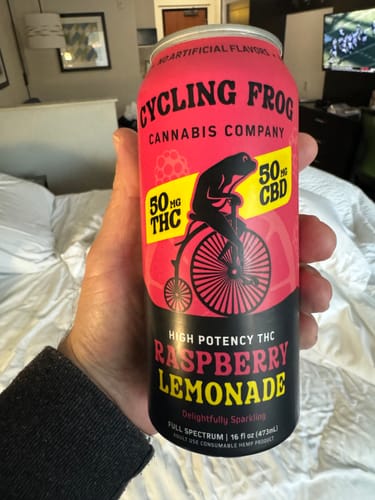 NO ARTIFICIAL FLAVORS
CYCLING FROG
CANNABIS COMPANY
50 MG
THC
50 MG
CBD
HIGH POTENCY THC
RASPBERRY
LEMONADE
Delightfully Sparkling
FULL SPECTRUM | 16 fl oz (473mL)
ADULT USE CONSUMABLE HEMP PRODUCT